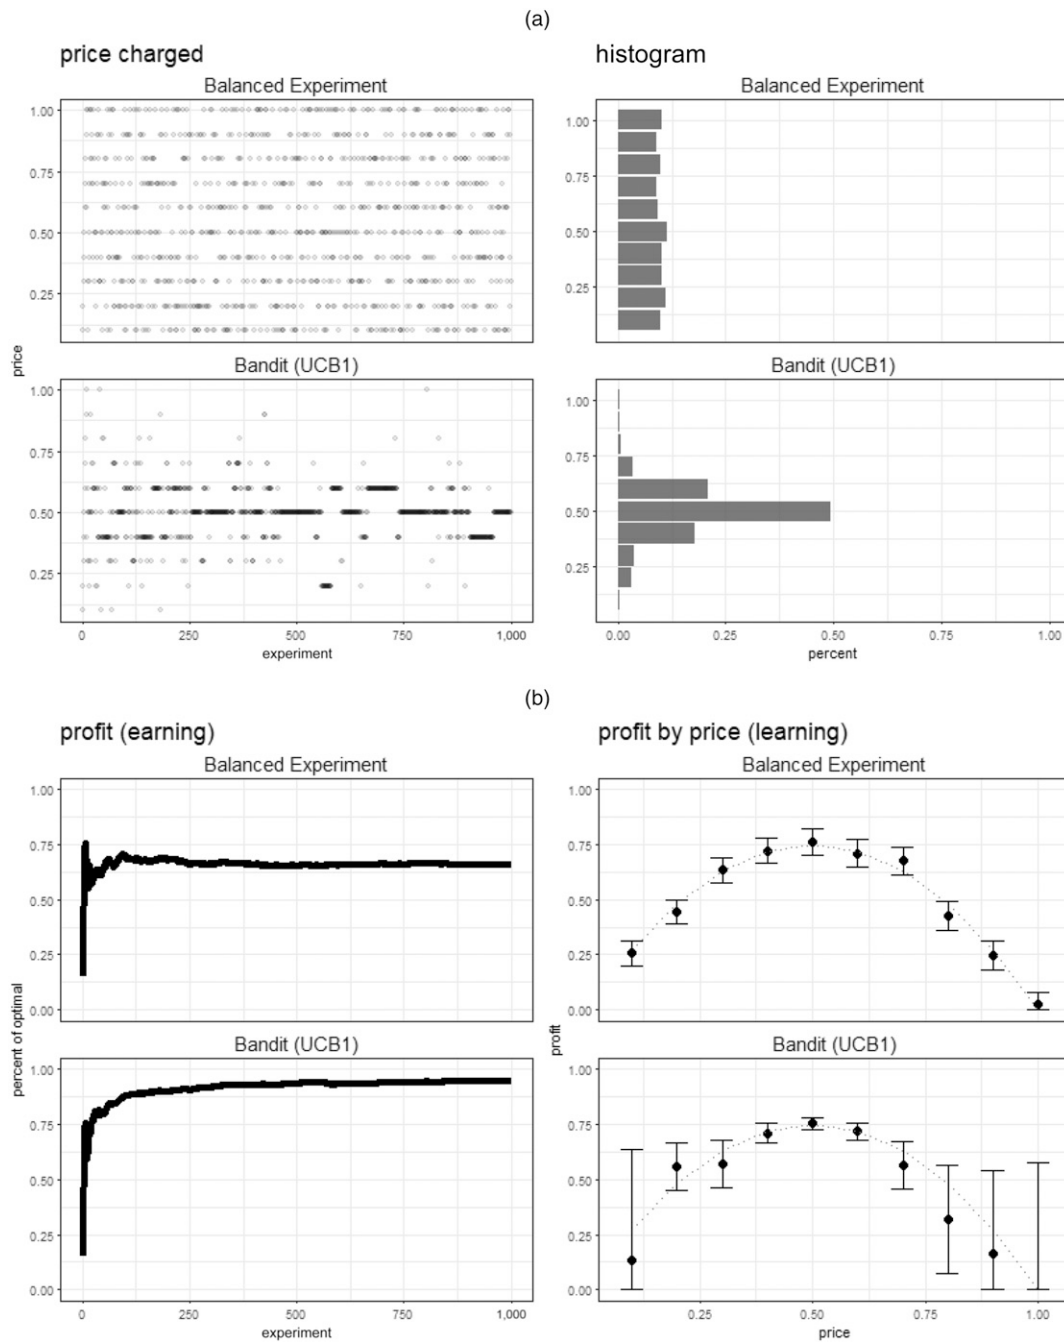 (a)
price charged
histogram
Balanced Experiment
Balanced Experiment
1.00
0.75
0.50
0.25
1.00
0.75
0.50
0.25
price
Bandit (UCB1)
Bandit (UCB1)
1.00
0.75
0.50
0.25
1.00
0.75
0.50
0.25
0
250
500
750
1,000
experiment
0.00
0.25
0.50
0.75
1.00
percent
(b)
profit (earning)
profit by price (learning)
Balanced Experiment
Balanced Experiment
1.00
0.75
0.50
0.25
0.00
1.00
0.75
0.50
0.25
0.00
percent of optimal
profit
Bandit (UCB1)
Bandit (UCB1)
1.00
0.75
0.50
0.25
0.00
1.00
0.75
0.50
0.25
0.00
0
250
500
750
1,000
experiment
0.25
0.50
0.75
1.00
price